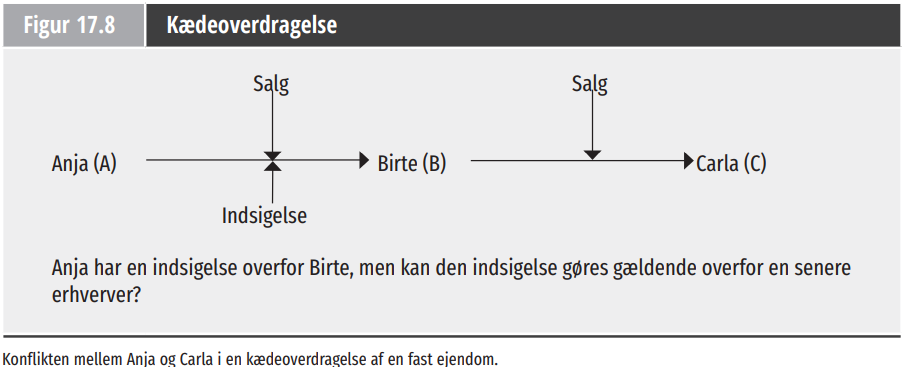 Figur 17.8 Kædeoverdragelse
Salg Salg
Anja (A) Birte (B) Carla (C)
Indsigelse
Anja har en indsigelse overfor Birte, men kan den indsigelse gøres gældende overfor en senere
erhverver?
Konflikten mellem Anja og Carla i en kædeoverdragelse af en fast ejendom.